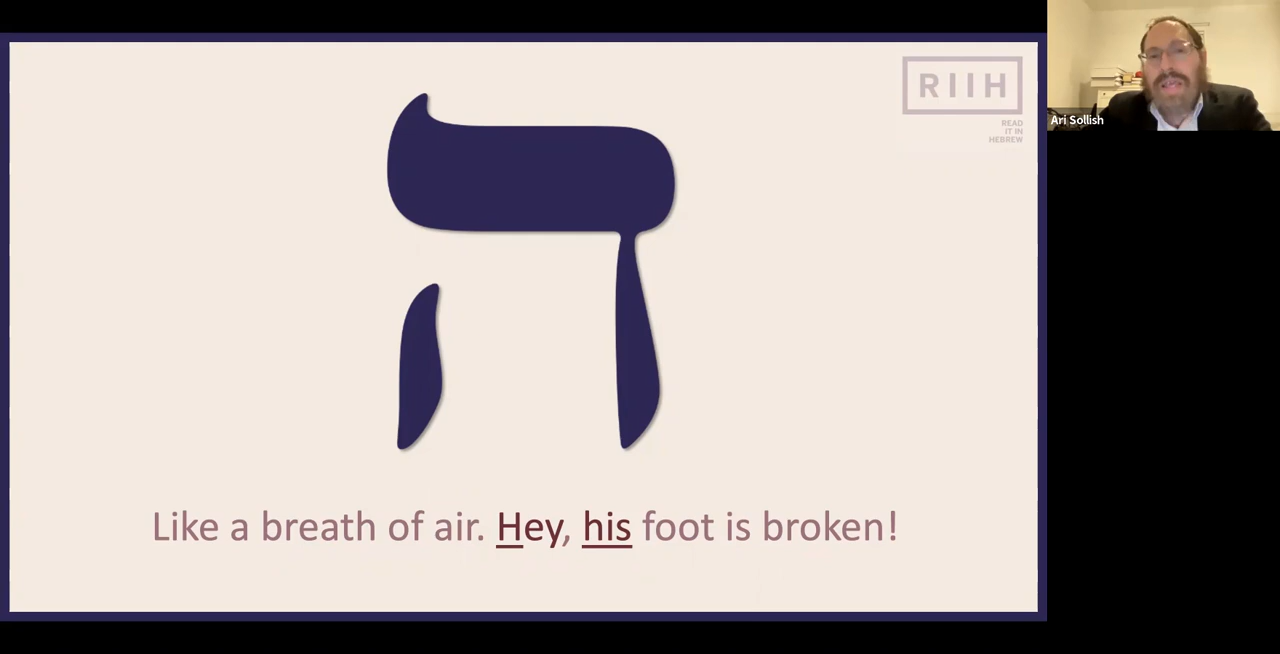 ה
Like a breath of air. Hey, his foot is broken!
RIIH
READ
IT IN
HEBREW
Ari Sollish